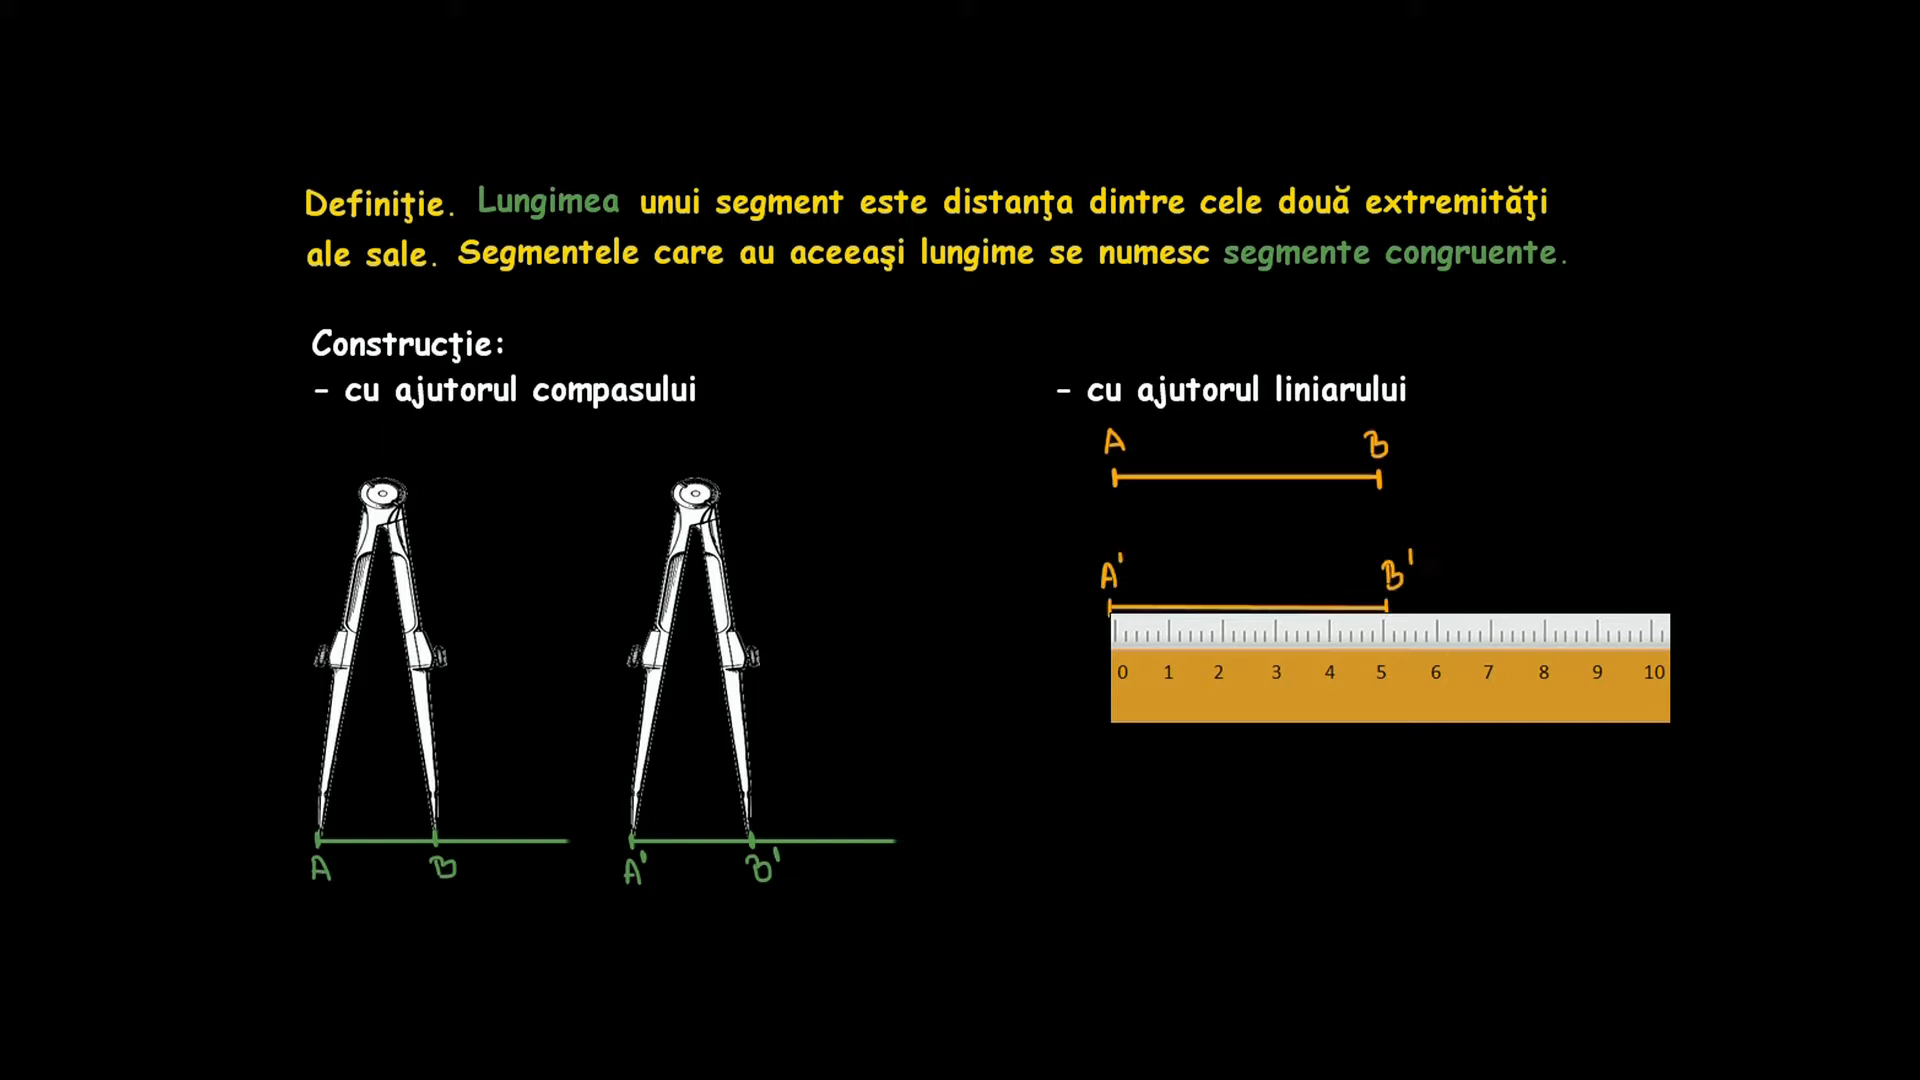 Definiţie. Lungimea unui segment este distanţa dintre cele două extremităţi
ale sale. Segmentele care au aceeaşi lungime se numesc segmente congruente.
Construcţie:
- cu ajutorul compasului
- cu ajutorul liniarului
A B
A' B'
0 1 2 3 4 5 6 7 8 9 10
A B A' B'